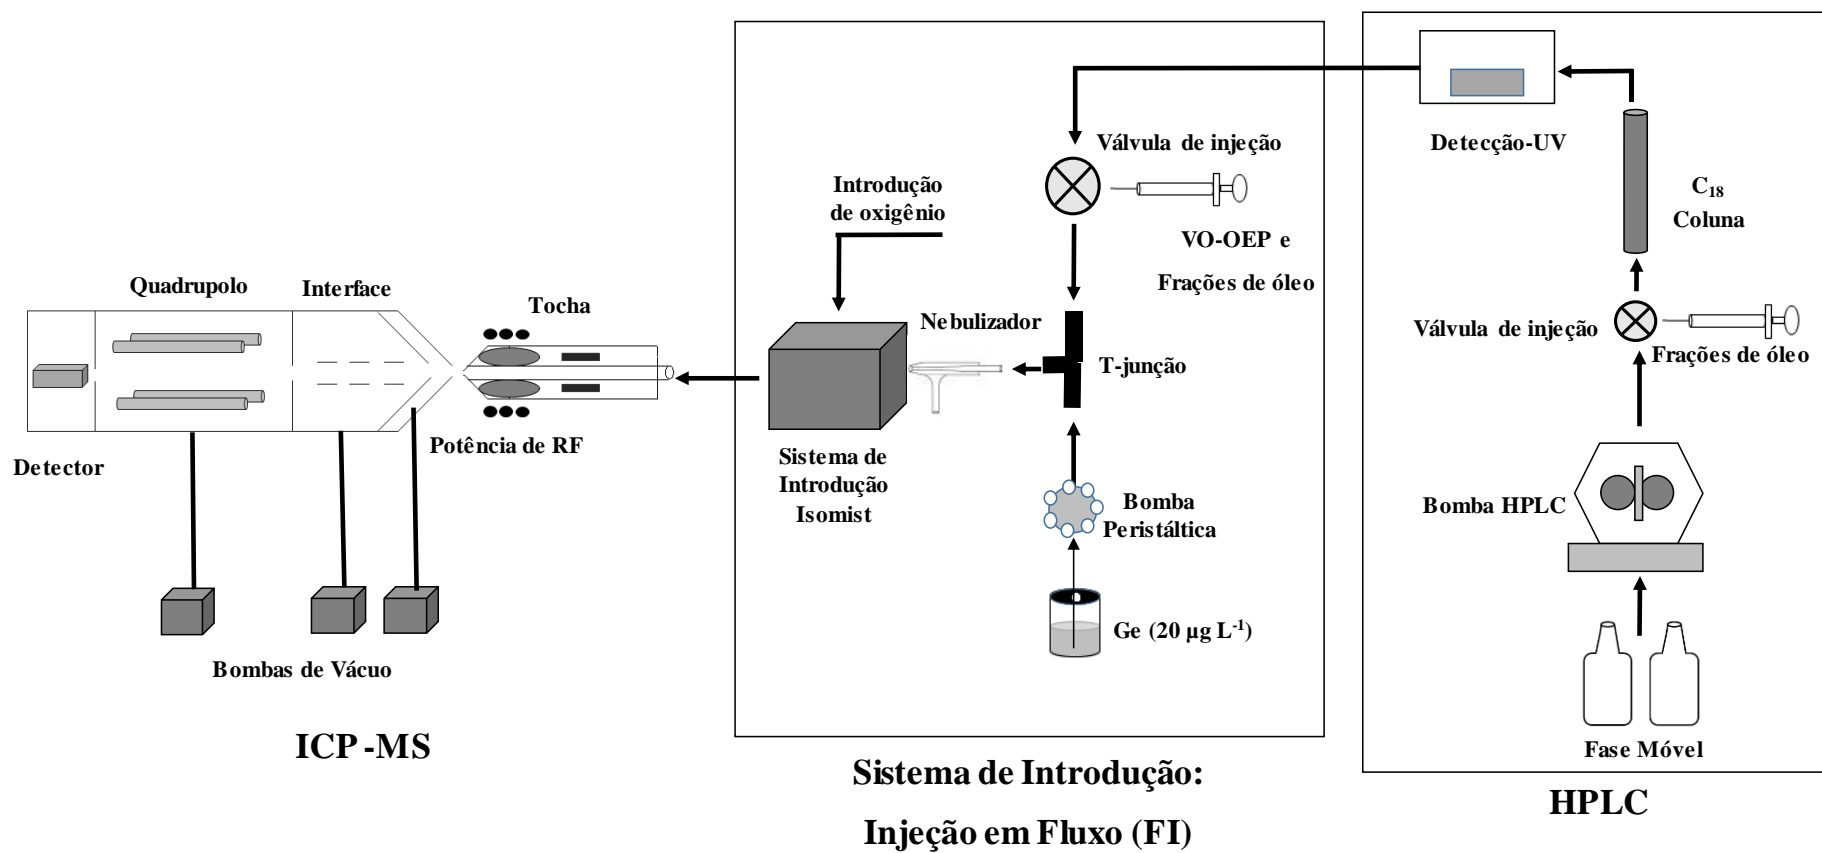 Quadrupolo
Interface
Tocha
Detector
Potência de RF
Bombas de Vácuo
ICP-MS
Introdução
de oxigênio
Válvula de injeção
VO-OEP e
Frações de óleo
Nebulizador
T-junção
Sistema de
Introdução
Isomist
Bomba
Peristáltica
Ge (20 µg L⁻¹)
Sistema de Introdução:
Injeção em Fluxo (FI)
Detecção-UV
C₁₈
Coluna
Válvula de injeção
Frações de óleo
Bomba HPLC
Fase Móvel
HPLC